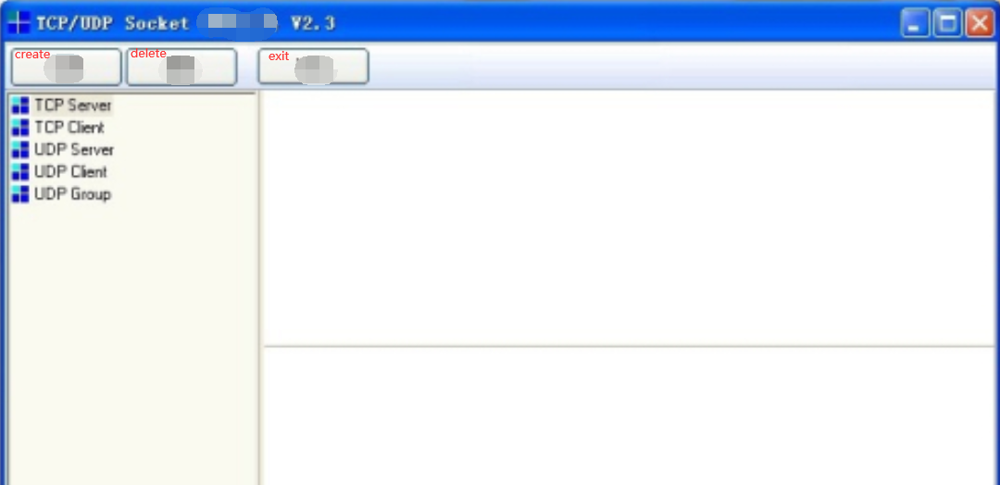 TCP/UDP Socket V2.3
create delete exit
TCP Server
TCP Client
UDP Server
UDP Client
UDP Group